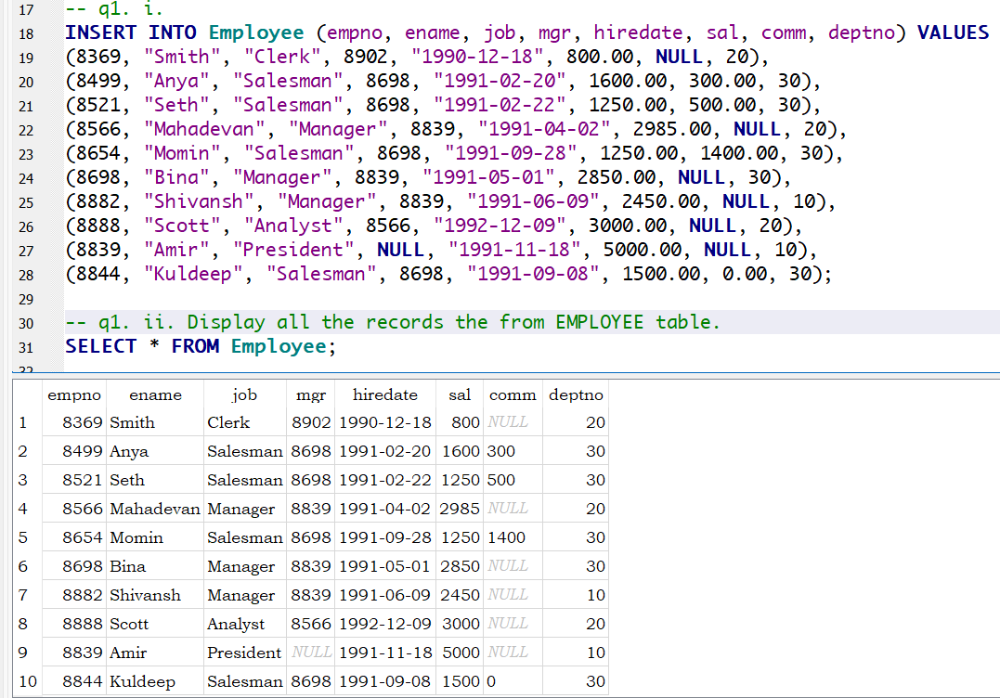 17 -- q1. i.
18 INSERT INTO Employee (empno, ename, job, mgr, hiredate, sal, comm, deptno) VALUES
19 (8369, "Smith", "Clerk", 8902, "1990-12-18", 800.00, NULL, 20),
20 (8499, "Anya", "Salesman", 8698, "1991-02-20", 1600.00, 300.00, 30),
21 (8521, "Seth", "Salesman", 8698, "1991-02-22", 1250.00, 500.00, 30),
22 (8566, "Mahadevan", "Manager", 8839, "1991-04-02", 2985.00, NULL, 20),
23 (8654, "Momin", "Salesman", 8698, "1991-09-28", 1250.00, 1400.00, 30),
24 (8698, "Bina", "Manager", 8839, "1991-05-01", 2850.00, NULL, 30),
25 (8882, "Shivansh", "Manager", 8839, "1991-06-09", 2450.00, NULL, 10),
26 (8888, "Scott", "Analyst", 8566, "1992-12-09", 3000.00, NULL, 20),
27 (8839, "Amir", "President", NULL, "1991-11-18", 5000.00, NULL, 10),
28 (8844, "Kuldeep", "Salesman", 8698, "1991-09-08", 1500.00, 0.00, 30);
29
30 -- q1. ii. Display all the records the from EMPLOYEE table.
31 SELECT * FROM Employee;
32
empno ename job mgr hiredate sal comm deptno
1 8369 Smith Clerk 8902 1990-12-18 800 NULL 20
2 8499 Anya Salesman 8698 1991-02-20 1600 300 30
3 8521 Seth Salesman 8698 1991-02-22 1250 500 30
4 8566 Mahadevan Manager 8839 1991-04-02 2985 NULL 20
5 8654 Momin Salesman 8698 1991-09-28 1250 1400 30
6 8698 Bina Manager 8839 1991-05-01 2850 NULL 30
7 8882 Shivansh Manager 8839 1991-06-09 2450 NULL 10
8 8888 Scott Analyst 8566 1992-12-09 3000 NULL 20
9 8839 Amir President NULL 1991-11-18 5000 NULL 10
10 8844 Kuldeep Salesman 8698 1991-09-08 1500 0 30